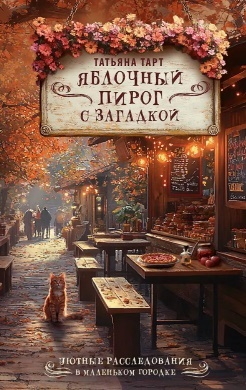 ТАТЬЯНА ТАРТ
ЯБЛОЧНЫЙ
ПИРОГ
С ЗАГАДКОЙ
УЮТНЫЕ РАССЛЕДОВАНИЯ
В МАЛЕНЬКОМ ГОРОДКЕ